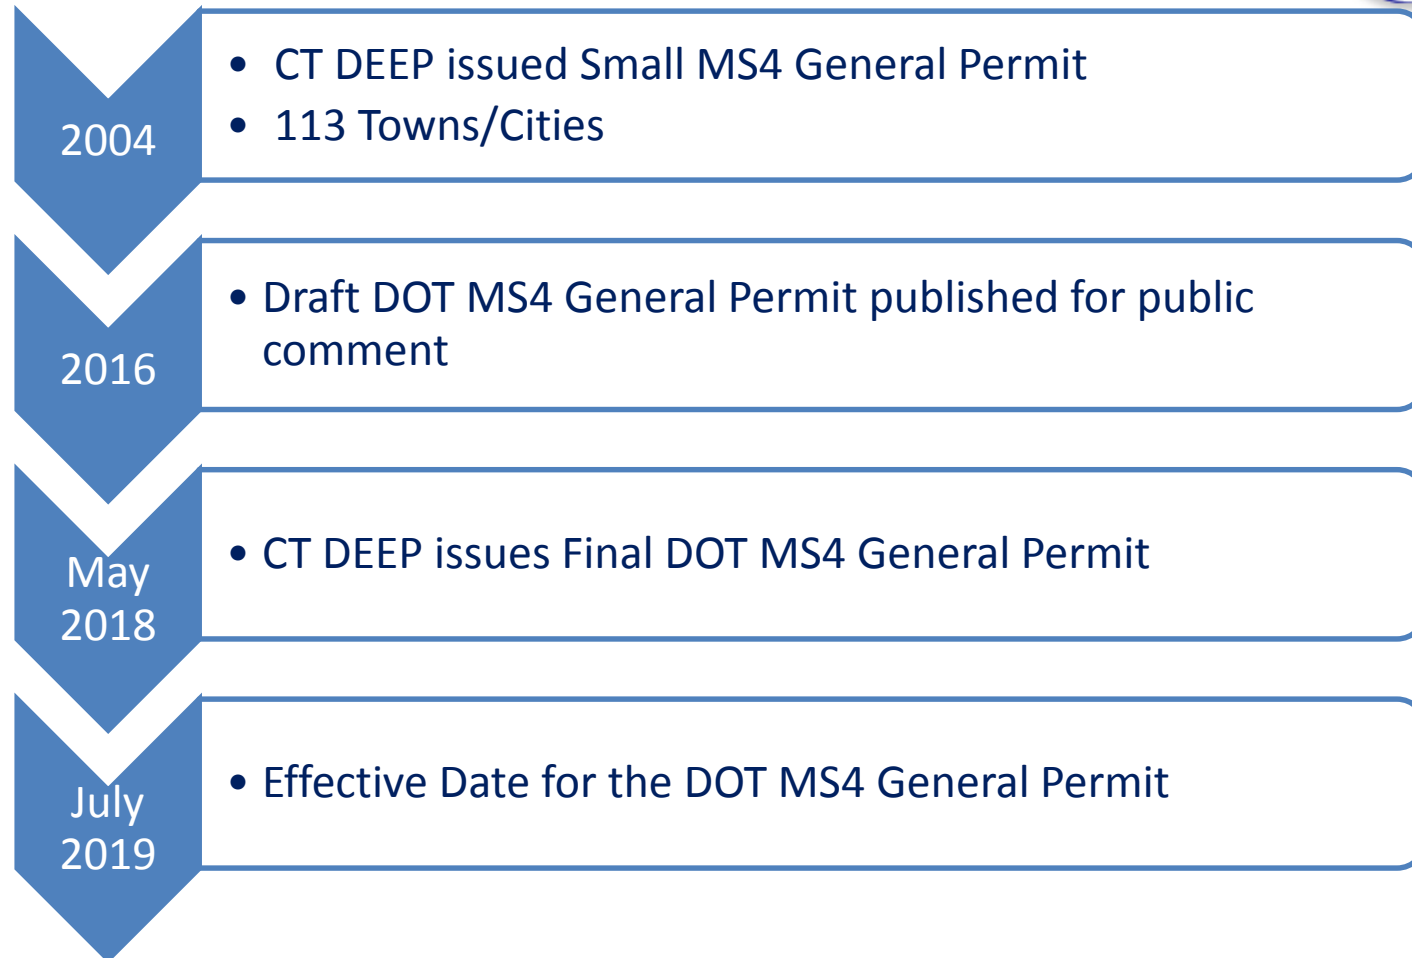 2004
• CT DEEP issued Small MS4 General Permit
• 113 Towns/Cities
2016
• Draft DOT MS4 General Permit published for public
comment
May
2018
• CT DEEP issues Final DOT MS4 General Permit
July
2019
• Effective Date for the DOT MS4 General Permit